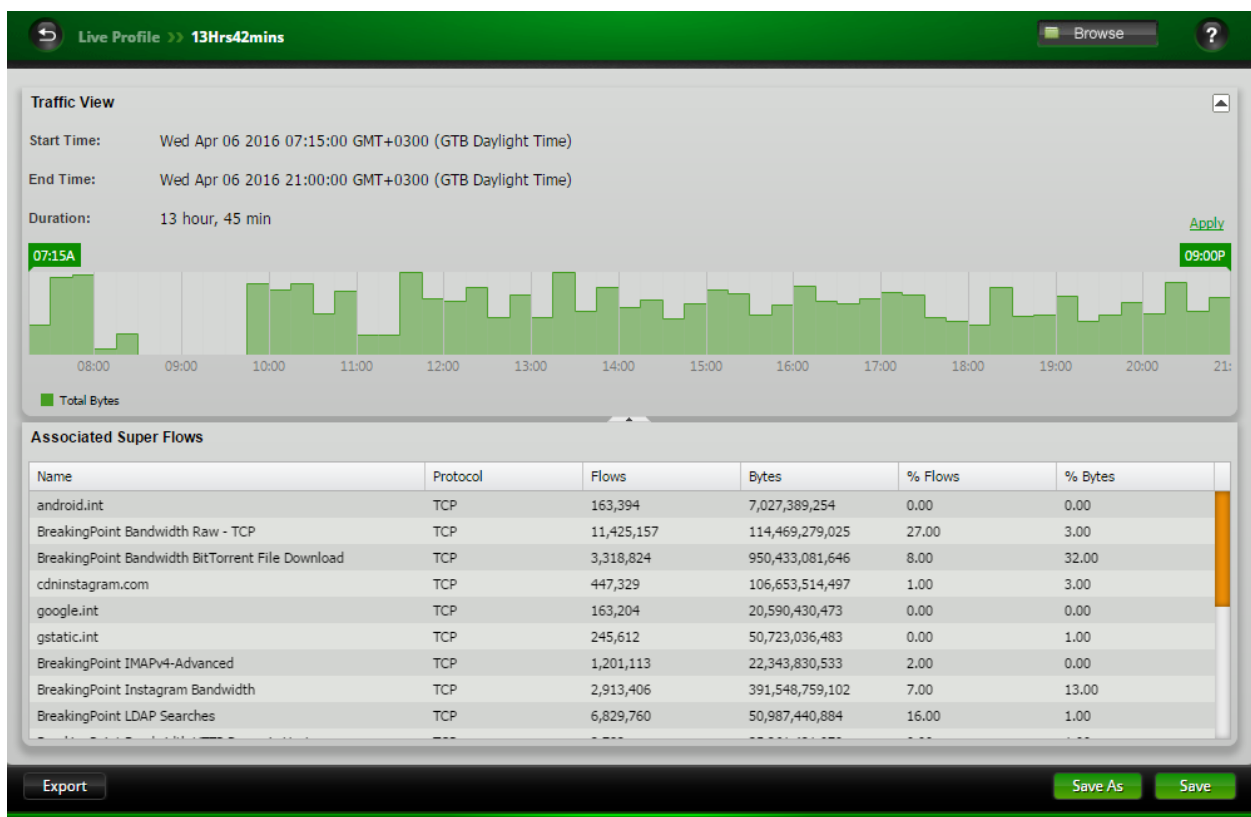 Live Profile >> 13Hrs42mins
Browse
?
Traffic View
Start Time: Wed Apr 06 2016 07:15:00 GMT+0300 (GTB Daylight Time)
End Time: Wed Apr 06 2016 21:00:00 GMT+0300 (GTB Daylight Time)
Duration: 13 hour, 45 min
Apply
07:15A 09:00P
08:00 09:00 10:00 11:00 12:00 13:00 14:00 15:00 16:00 17:00 18:00 19:00 20:00 21:
Total Bytes
Associated Super Flows
Name Protocol Flows Bytes % Flows % Bytes
android.int TCP 163,394 7,027,389,254 0.00 0.00
BreakingPoint Bandwidth Raw - TCP TCP 11,425,157 114,469,279,025 27.00 3.00
BreakingPoint Bandwidth BitTorrent File Download TCP 3,318,824 950,433,081,646 8.00 32.00
cdninstagram.com TCP 447,329 106,653,514,497 1.00 3.00
google.int TCP 163,204 20,590,430,473 0.00 0.00
gstatic.int TCP 245,612 50,723,036,483 0.00 1.00
BreakingPoint IMAPv4-Advanced TCP 1,201,113 22,343,830,533 2.00 0.00
BreakingPoint Instagram Bandwidth TCP 2,913,406 391,548,759,102 7.00 13.00
BreakingPoint LDAP Searches TCP 6,829,760 50,987,440,884 16.00 1.00
Export
Save As
Save